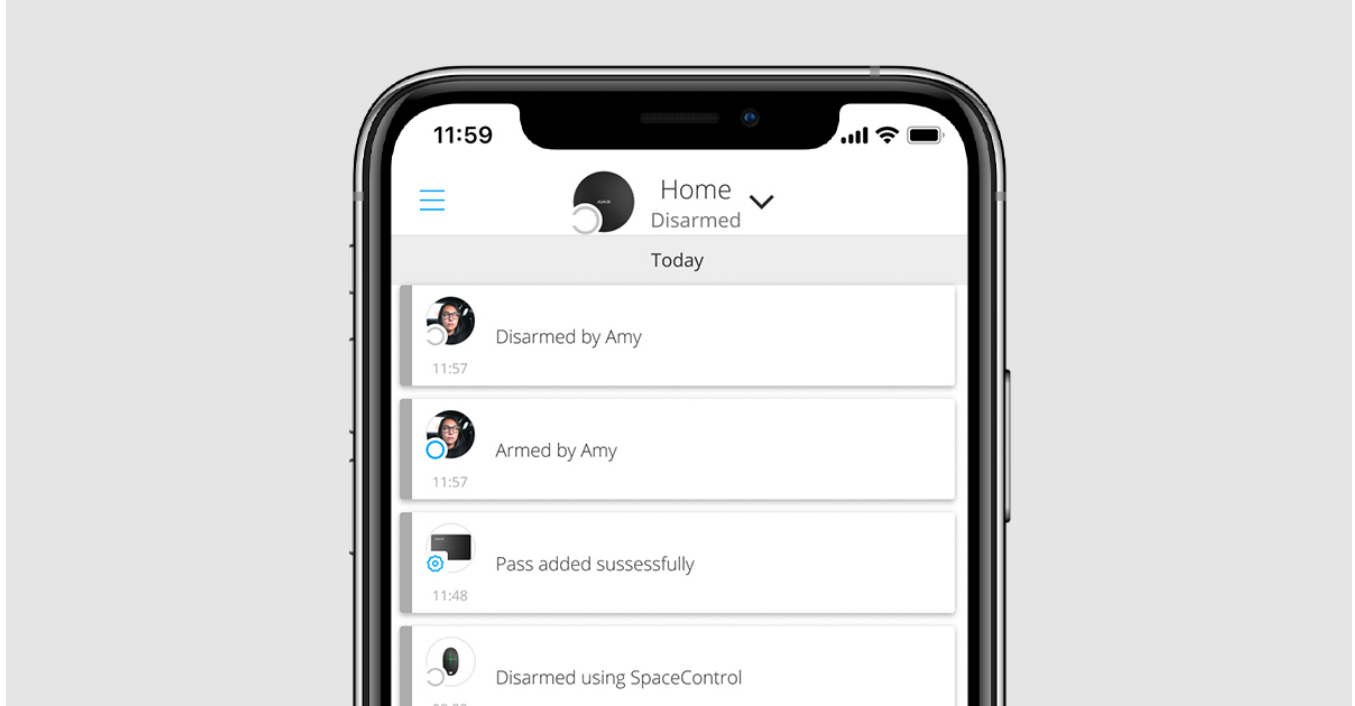 11:59
AJAX
Home
Disarmed
Today
Disarmed by Amy
11:57
Armed by Amy
11:57
Pass added sussessfully
11:48
Disarmed using SpaceControl